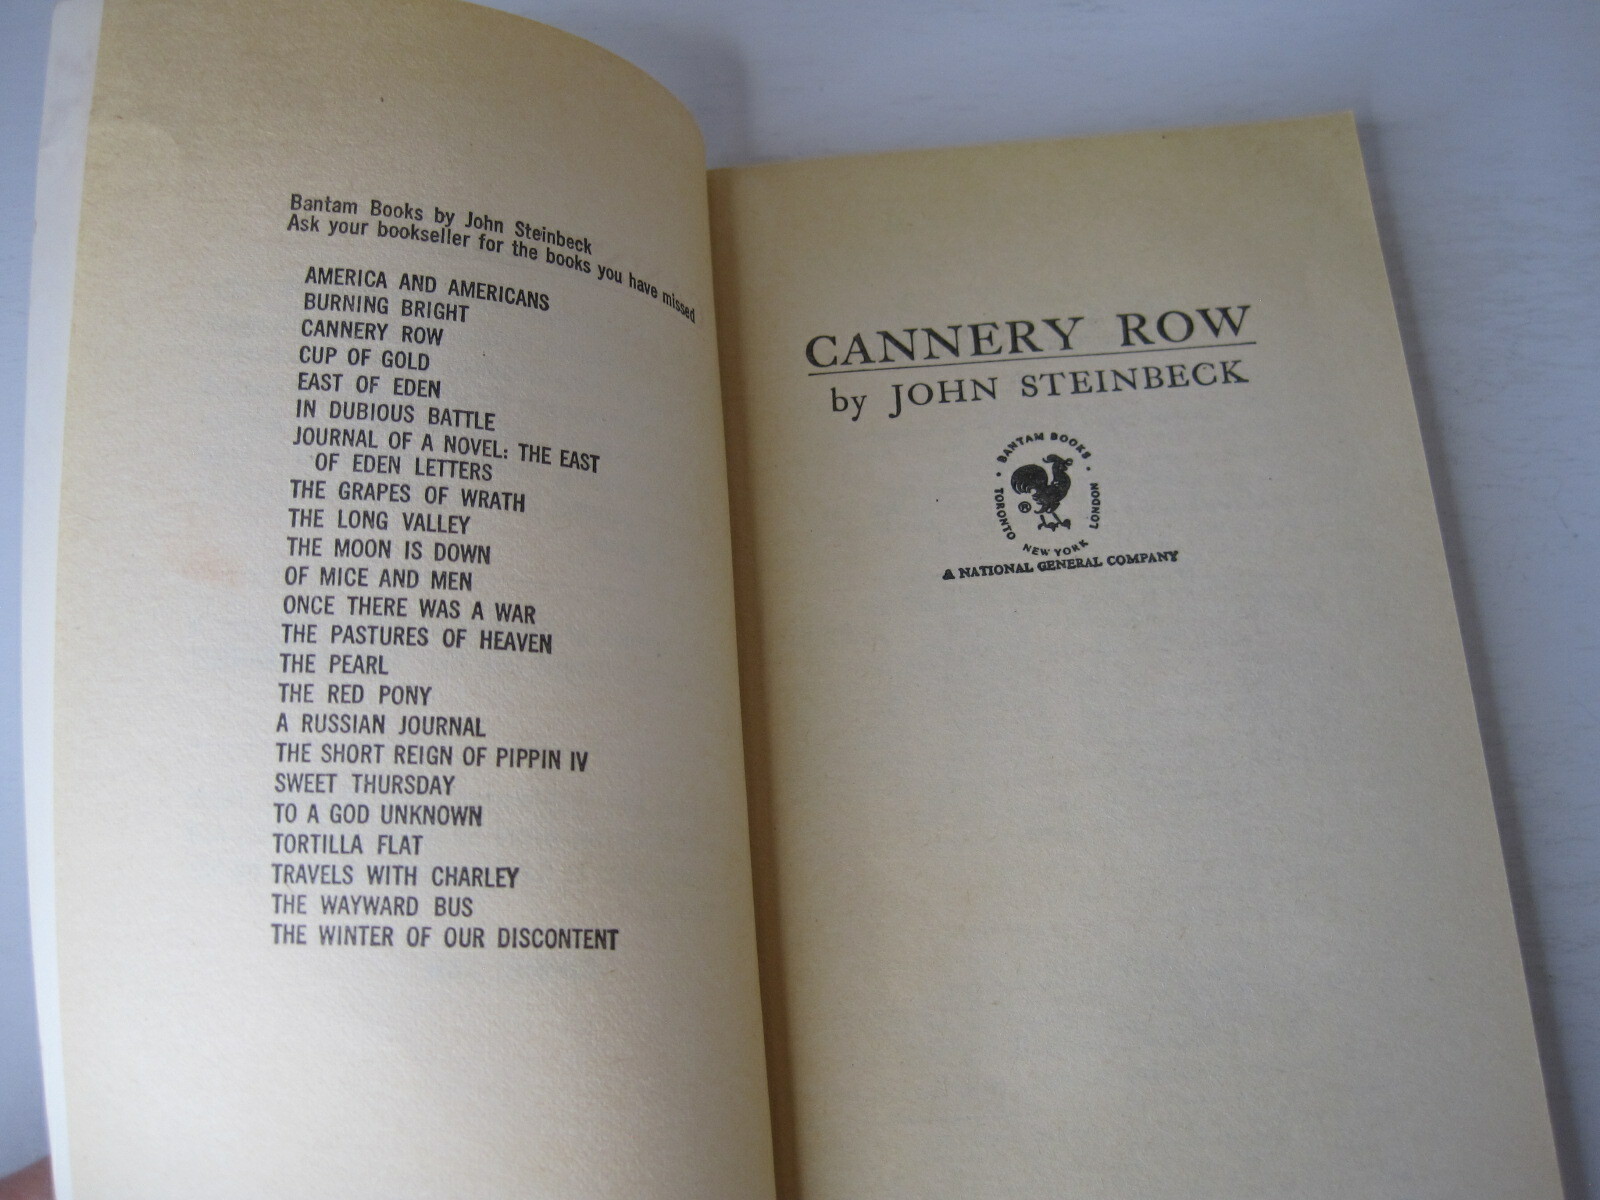 Bantam Books by John Steinbeck
Ask your bookseller for the books you have missed
AMERICA AND AMERICANS
BURNING BRIGHT
CANNERY ROW
CUP OF GOLD
EAST OF EDEN
IN DUBIOUS BATTLE
JOURNAL OF A NOVEL: THE EAST
OF EDEN LETTERS
THE GRAPES OF WRATH
THE LONG VALLEY
THE MOON IS DOWN
OF MICE AND MEN
ONCE THERE WAS A WAR
THE PASTURES OF HEAVEN
THE PEARL
THE RED PONY
A RUSSIAN JOURNAL
THE SHORT REIGN OF PIPPIN IV
SWEET THURSDAY
TO A GOD UNKNOWN
TORTILLA FLAT
TRAVELS WITH CHARLEY
THE WAYWARD BUS
THE WINTER OF OUR DISCONTENT
CANNERY ROW
by JOHN STEINBECK
BANTAM BOOKS
®
TORONTO · NEW YORK · LONDON
A NATIONAL GENERAL COMPANY